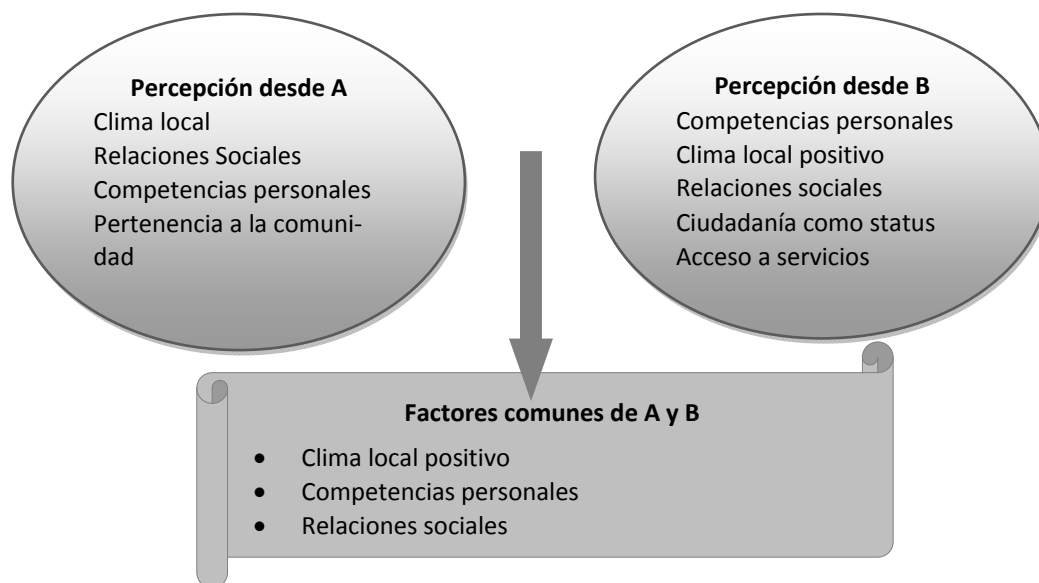 Percepción desde A
Clima local
Relaciones Sociales
Competencias personales
Pertenencia a la comuni-
dad
Percepción desde B
Competencias personales
Clima local positivo
Relaciones sociales
Ciudadanía como status
Acceso a servicios
Factores comunes de A y B
• Clima local positivo
• Competencias personales
• Relaciones sociales